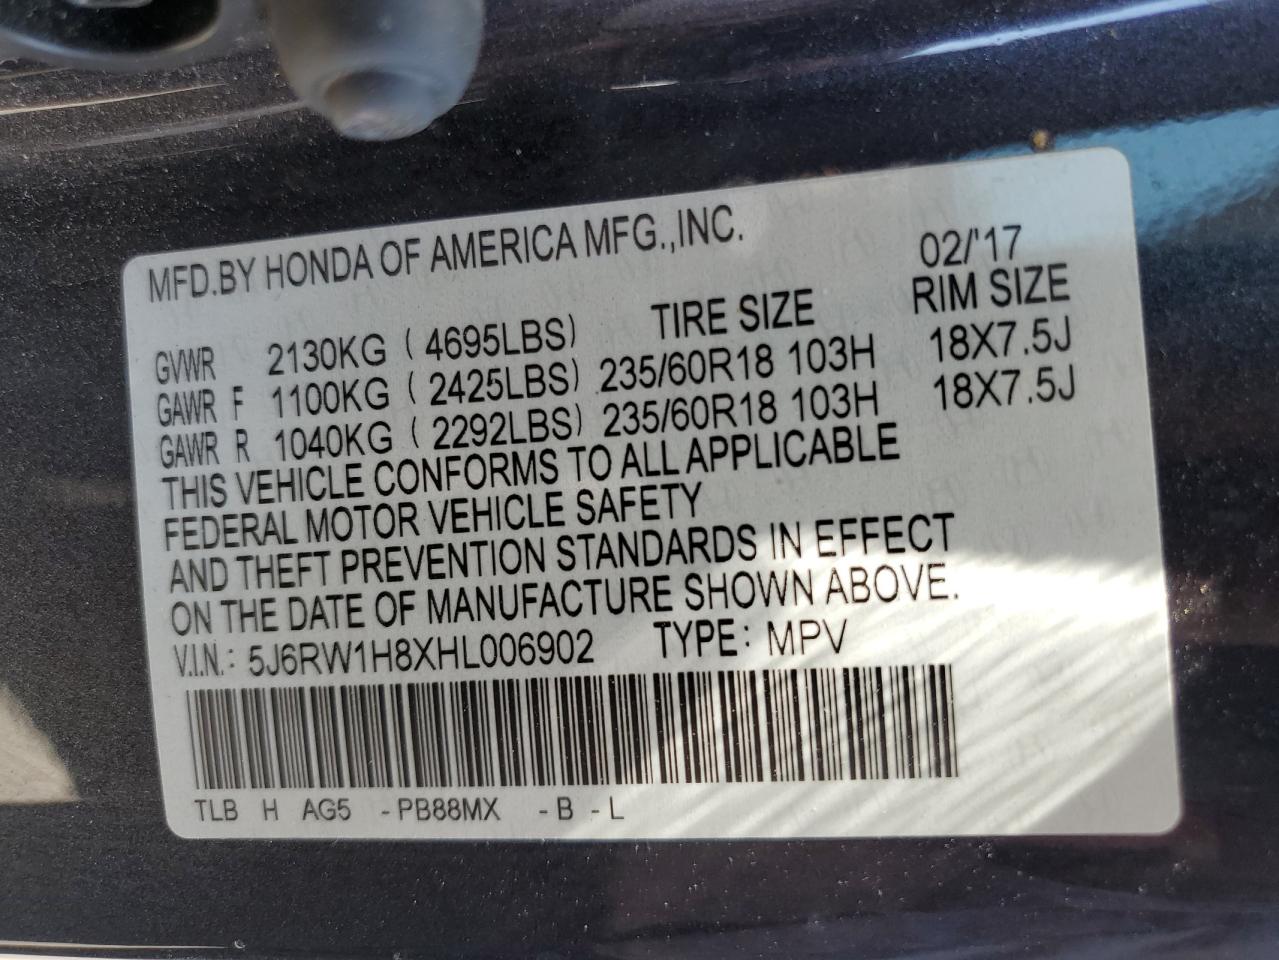 MFD.BY HONDA OF AMERICA MFG.,INC. 02/'17
TIRE SIZE RIM SIZE
GVWR 2130KG ( 4695LBS)
GAWR F 1100KG ( 2425LBS) 235/60R18 103H 18X7.5J
GAWR R 1040KG ( 2292LBS) 235/60R18 103H 18X7.5J
THIS VEHICLE CONFORMS TO ALL APPLICABLE
FEDERAL MOTOR VEHICLE SAFETY
AND THEFT PREVENTION STANDARDS IN EFFECT
ON THE DATE OF MANUFACTURE SHOWN ABOVE.
V.I.N.: 5J6RW1H8XHL006902 TYPE: MPV
TLB H AG5 -PB88MX -B -L